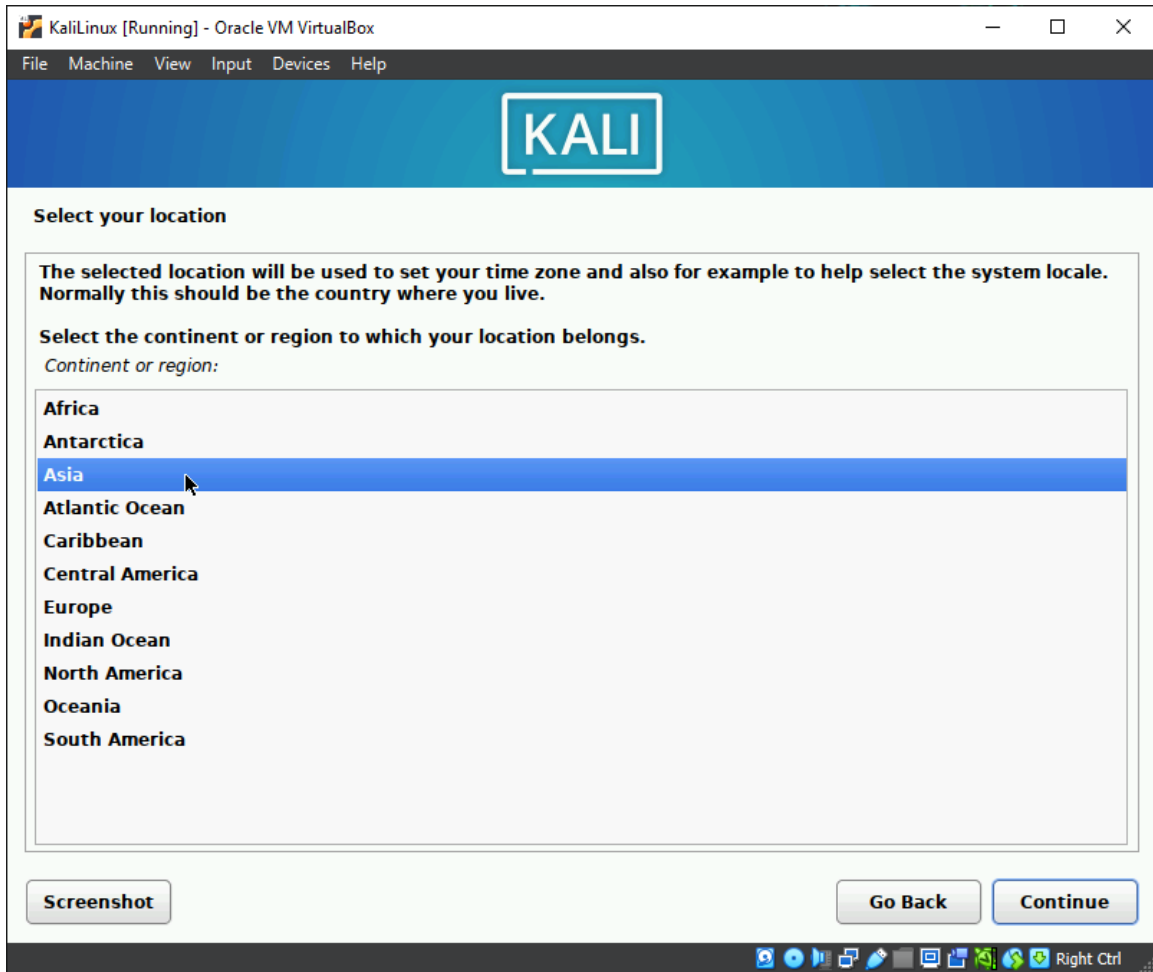 KaliLinux [Running] - Oracle VM VirtualBox
File Machine View Input Devices Help
KALI
Select your location
The selected location will be used to set your time zone and also for example to help select the system locale.
Normally this should be the country where you live.
Select the continent or region to which your location belongs.
Continent or region:
Africa
Antarctica
Asia
Atlantic Ocean
Caribbean
Central America
Europe
Indian Ocean
North America
Oceania
South America
Screenshot Go Back Continue
Right Ctrl